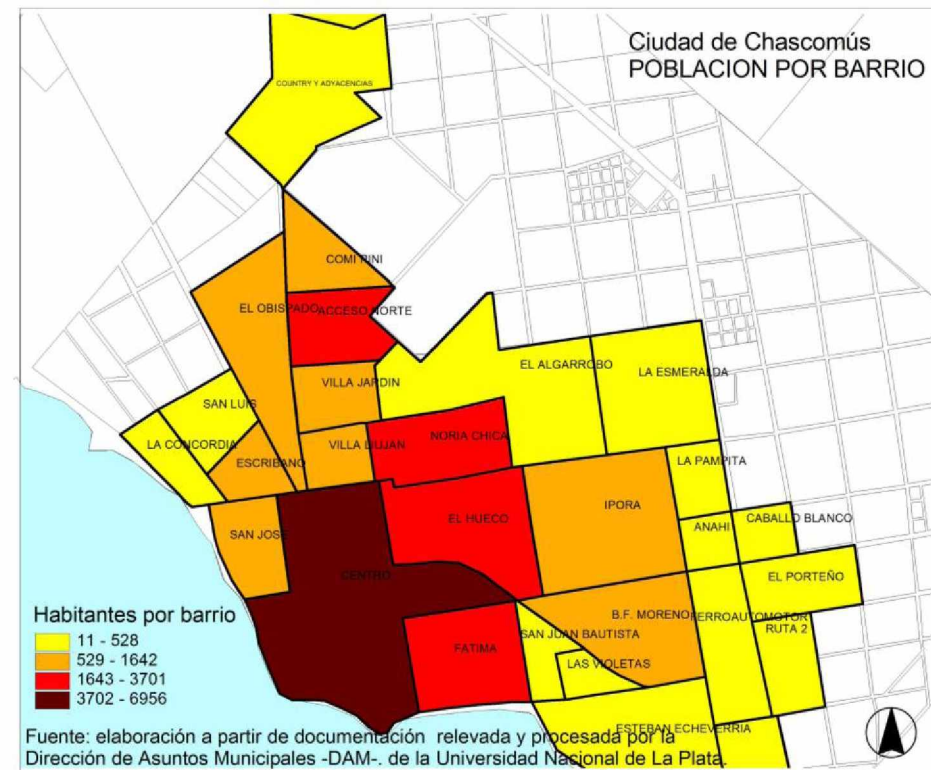 Ciudad de Chascomús
POBLACION POR BARRIO
COUNTRY Y ADYACENCIAS
COMI PINI
EL OBISPADO
ACCESO NORTE
EL ALGARROBO
LA ESMERALDA
VILLA JARDIN
SAN LUIS
LA CONCORDIA
VILLA LUJAN
NORIA CHICA
ESCRIBANO
LA PAMPITA
IPORA
EL HUECO
CABALLO BLANCO
ANAHI
SAN JOSE
CENTRO
EL PORTEÑO
B.F. MORENO
FERROAUTOMOTOR
RUTA 2
SAN JUAN BAUTISTA
FATIMA
LAS VIOLETAS
ESTEBAN ECHEVERRIA
Habitantes por barrio
11 - 528
529 - 1642
1643 - 3701
3702 - 6956
Fuente: elaboración a partir de documentación relevada y procesada por la
Dirección de Asuntos Municipales -DAM-. de la Universidad Nacional de La Plata.